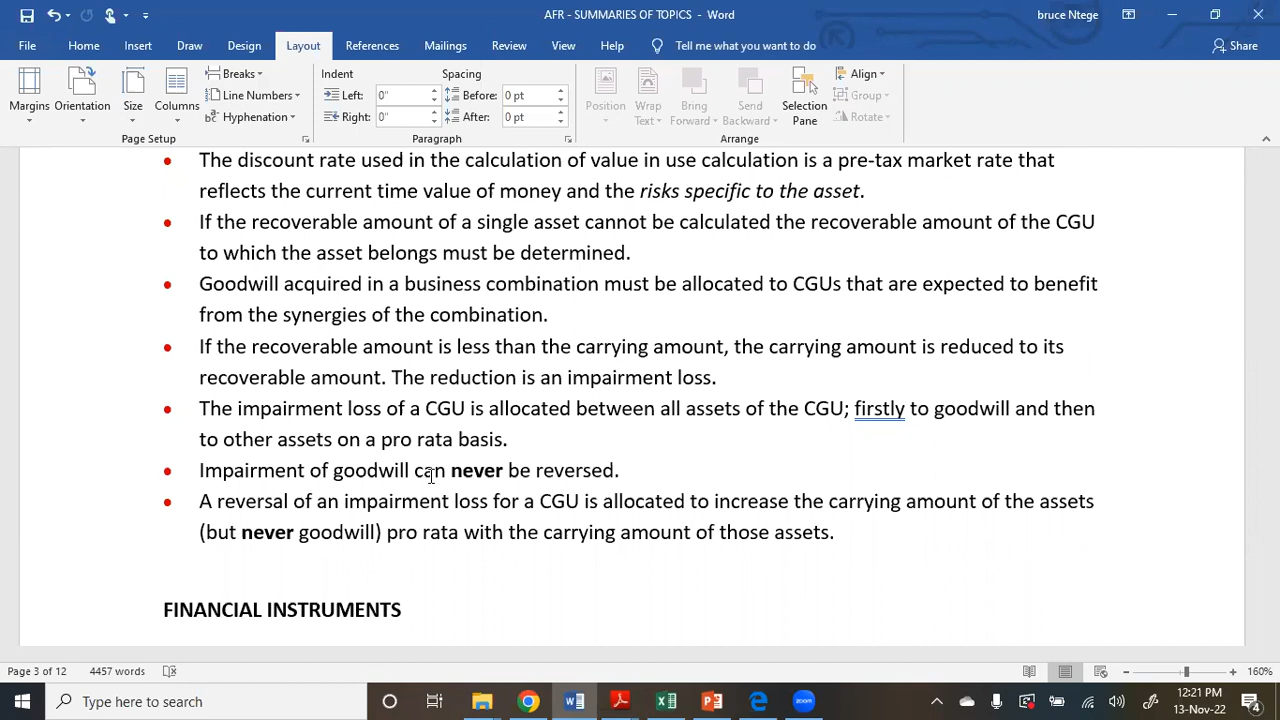 AFR - SUMMARIES OF TOPICS - Word
bruce Ntege
File Home Insert Draw Design Layout References Mailings Review View Help Tell me what you want to do Share
Margins
Orientation
Size
Columns
Breaks
Line Numbers
Hyphenation
Page Setup
Indent
Left: 0"
Right: 0"
Spacing
Before: 0 pt
After: 0 pt
Paragraph
Position
Wrap
Text
Bring
Forward
Send
Backward
Selection
Pane
Align
Group
Rotate
Arrange
• The discount rate used in the calculation of value in use calculation is a pre-tax market rate that
reflects the current time value of money and the risks specific to the asset.
• If the recoverable amount of a single asset cannot be calculated the recoverable amount of the CGU
to which the asset belongs must be determined.
• Goodwill acquired in a business combination must be allocated to CGUs that are expected to benefit
from the synergies of the combination.
• If the recoverable amount is less than the carrying amount, the carrying amount is reduced to its
recoverable amount. The reduction is an impairment loss.
• The impairment loss of a CGU is allocated between all assets of the CGU; firstly to goodwill and then
to other assets on a pro rata basis.
• Impairment of goodwill can never be reversed.
• A reversal of an impairment loss for a CGU is allocated to increase the carrying amount of the assets
(but never goodwill) pro rata with the carrying amount of those assets.
FINANCIAL INSTRUMENTS
Page 3 of 12 4457 words 160%
Type here to search
zoom
12:21 PM
13-Nov-22
4